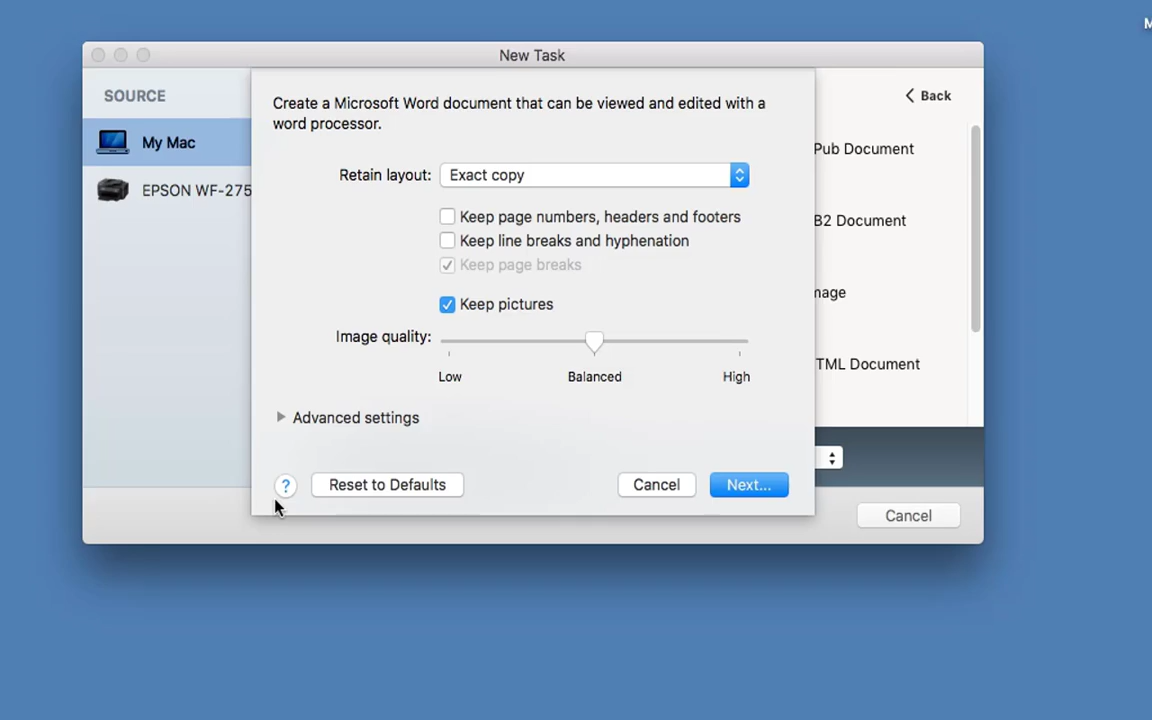 M
New Task
SOURCE
My Mac
EPSON WF-275
Create a Microsoft Word document that can be viewed and edited with a
word processor.
Retain layout: Exact copy
Keep page numbers, headers and footers
Keep line breaks and hyphenation
Keep page breaks
Keep pictures
Image quality:
Low Balanced High
Advanced settings
? Reset to Defaults Cancel Next...
Back
Pub Document
B2 Document
mage
TML Document
Cancel